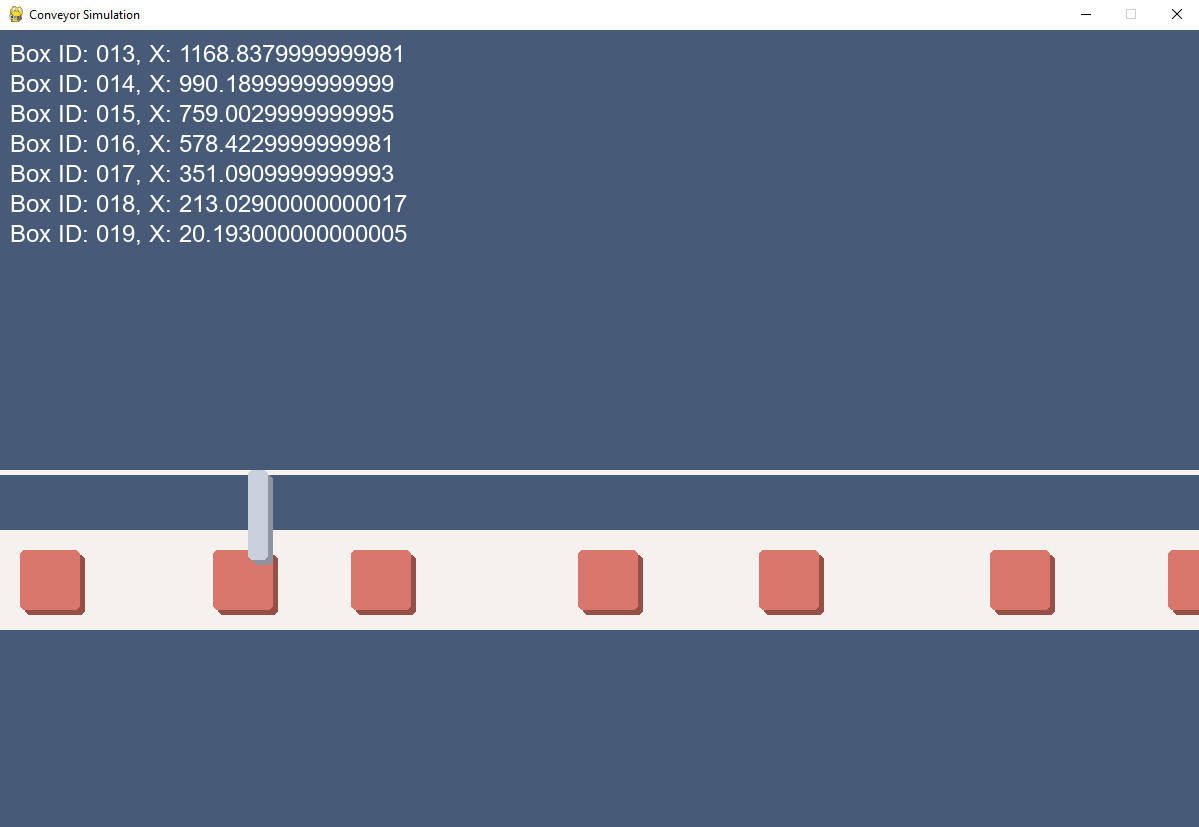 Conveyor Simulation
Box ID: 013, X: 1168.8379999999981
Box ID: 014, X: 990.1899999999999
Box ID: 015, X: 759.0029999999995
Box ID: 016, X: 578.4229999999981
Box ID: 017, X: 351.0909999999993
Box ID: 018, X: 213.02900000000017
Box ID: 019, X: 20.193000000000005